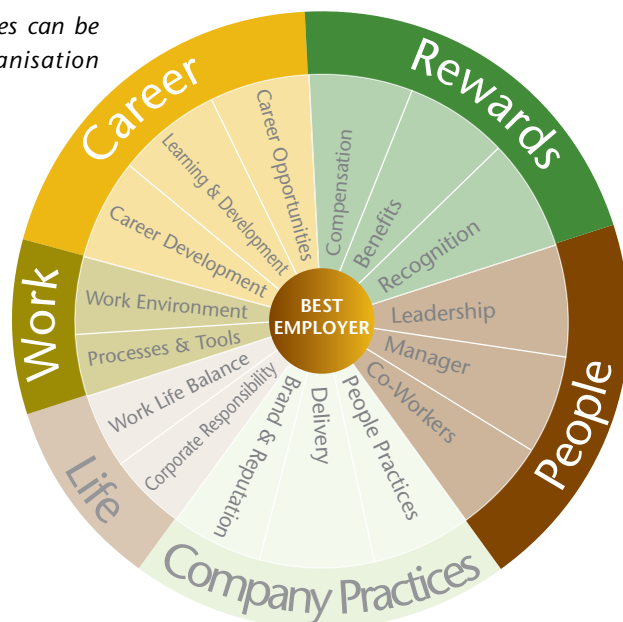 es can be
anisation
Career
Rewards
People
Company Practices
Life
Work
Career Opportunities
Learning & Development
Career Development
Compensation
Benefits
Recognition
Leadership
Manager
Co-Workers
People Practices
Delivery
Brand & Reputation
Corporate Responsibility
Work Life Balance
Processes & Tools
Work Environment
BEST
EMPLOYER